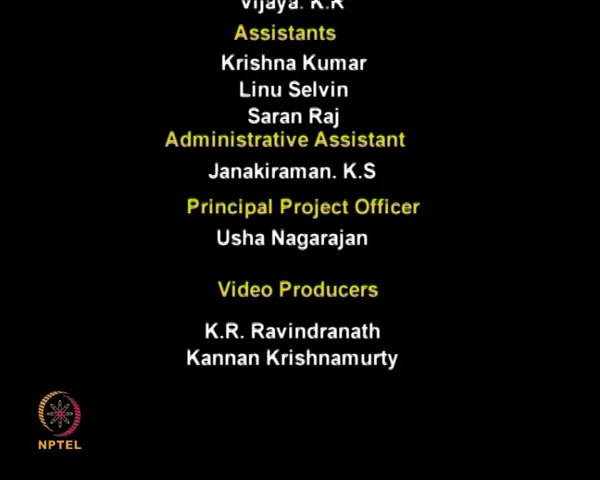 Vijaya. K.R
Assistants
Krishna Kumar
Linu Selvin
Saran Raj
Administrative Assistant
Janakiraman. K.S
Principal Project Officer
Usha Nagarajan
Video Producers
K.R. Ravindranath
Kannan Krishnamurty
NPTEL